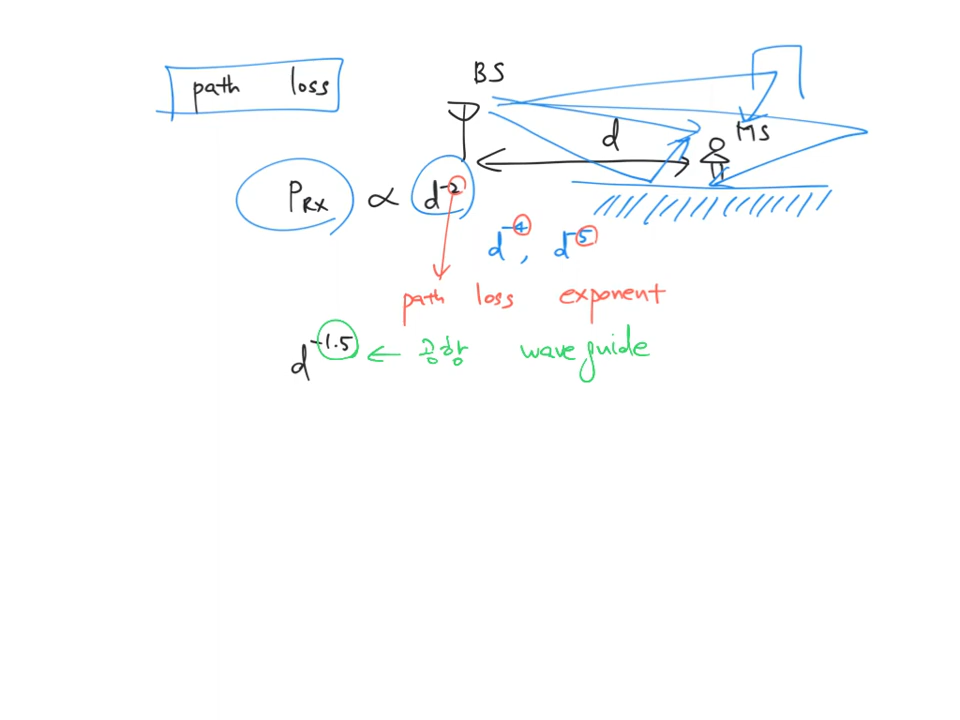 path loss
BS
MS
d
P_RX ∝ d^-2
d^-4, d^-5
path loss exponent
d^-1.5 ← 공항 waveguide